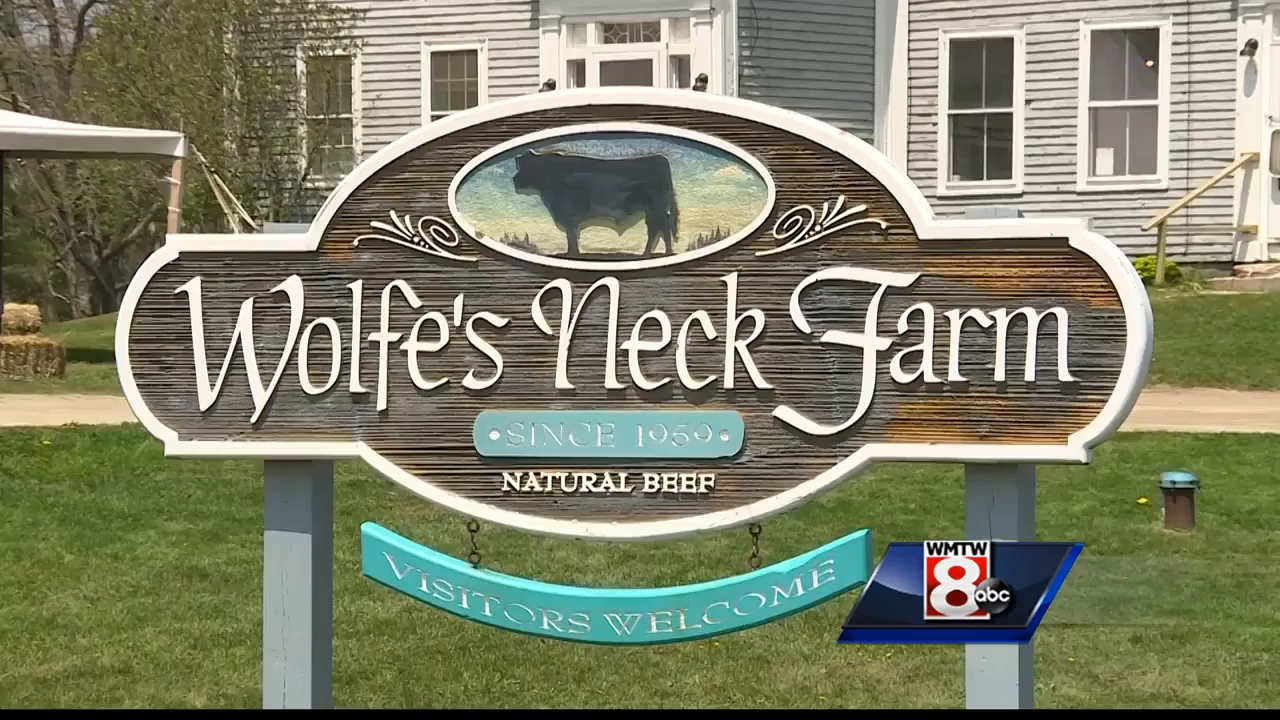 Wolfe's Neck Farm
SINCE 1959
NATURAL BEEF
VISITORS WELCOME
WMTW
8
abc